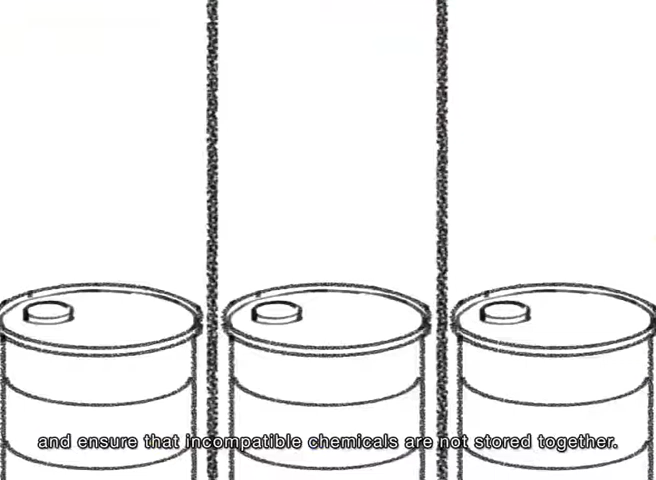 and ensure that incompatible chemicals are not stored together.